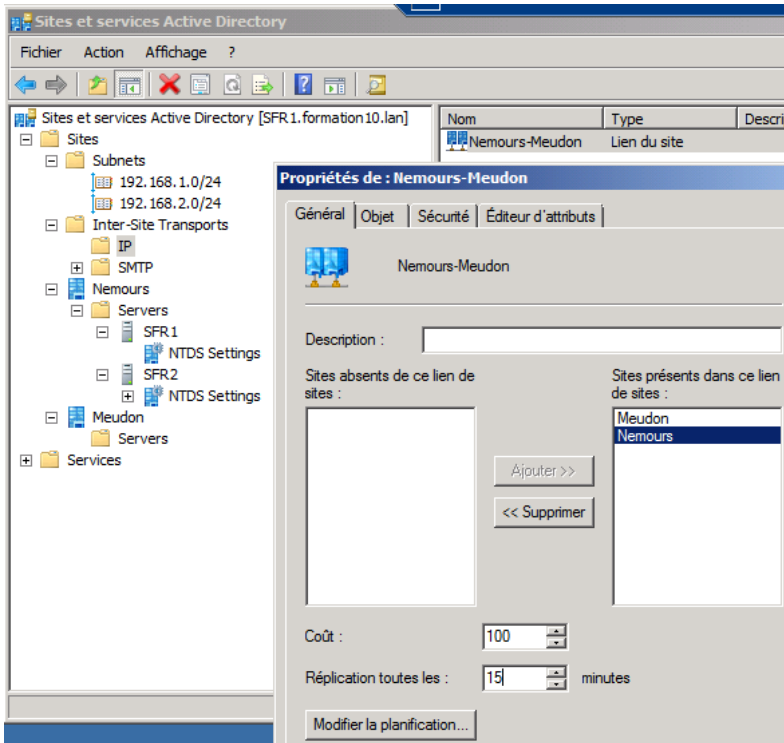 Sites et services Active Directory
Fichier Action Affichage ?
Sites et services Active Directory [SFR1.formation10.lan]
Sites
Subnets
192.168.1.0/24
192.168.2.0/24
Inter-Site Transports
IP
SMTP
Nemours
Servers
SFR1
NTDS Settings
SFR2
NTDS Settings
Meudon
Servers
Services
Nom Type Descri
Nemours-Meudon Lien du site
Propriétés de : Nemours-Meudon
Général Objet Sécurité Éditeur d'attributs
Nemours-Meudon
Description :
Sites absents de ce lien de
sites :
Sites présents dans ce lien
de sites :
Meudon
Nemours
Ajouter >>
<< Supprimer
Coût : 100
Réplication toutes les : 15 minutes
Modifier la planification...